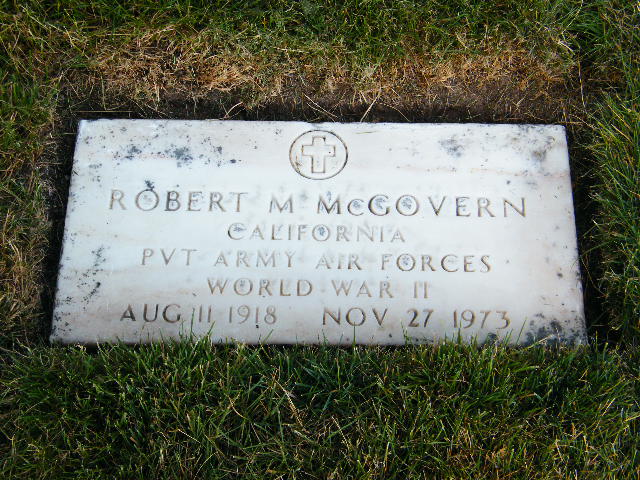 ROBERT M McGOVERN
CALIFORNIA
PVT ARMY AIR FORCES
WORLD WAR II
AUG 11 1918 NOV 27 1973